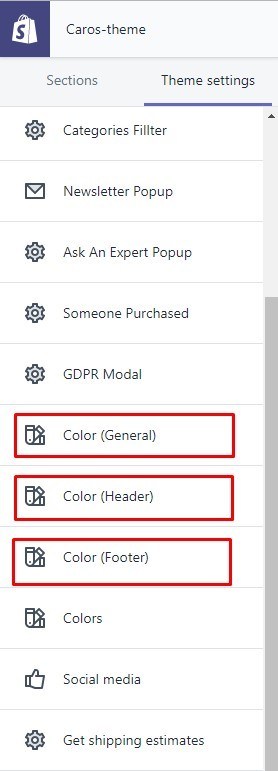 Caros-theme
Sections Theme settings
Categories Fillter
Newsletter Popup
Ask An Expert Popup
Someone Purchased
GDPR Modal
Color (General)
Color (Header)
Color (Footer)
Colors
Social media
Get shipping estimates